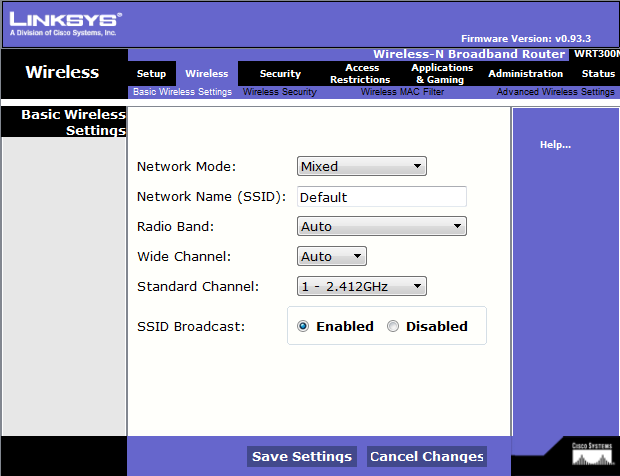 LINKSYS®
A Division of Cisco Systems, Inc.
Firmware Version: v0.93.3
Wireless-N Broadband Router WRT300N
Wireless
Setup Wireless Security Access Restrictions Applications & Gaming Administration Status
Basic Wireless Settings Wireless Security Wireless MAC Filter Advanced Wireless Settings
Basic Wireless
Settings
Help...
Network Mode: Mixed
Network Name (SSID): Default
Radio Band: Auto
Wide Channel: Auto
Standard Channel: 1 - 2.412GHz
SSID Broadcast: Enabled Disabled
Save Settings Cancel Changes
CISCO SYSTEMS